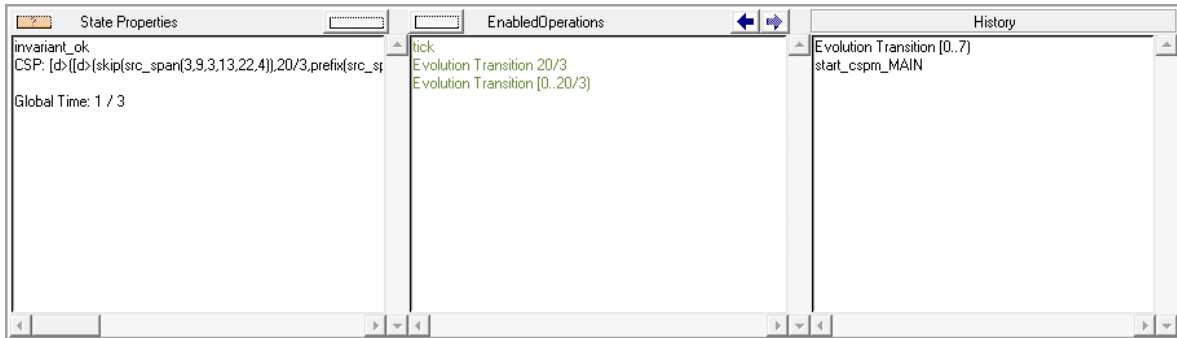 ?
State Properties
EnabledOperations
History
invariant_ok
CSP: [d>([d>(skip(src_span(3,9,3,13,22,4)),20/3,prefix(src_sp
Global Time: 1 / 3
tick
Evolution Transition 20/3
Evolution Transition [0..20/3)
Evolution Transition [0..7)
start_cspm_MAIN